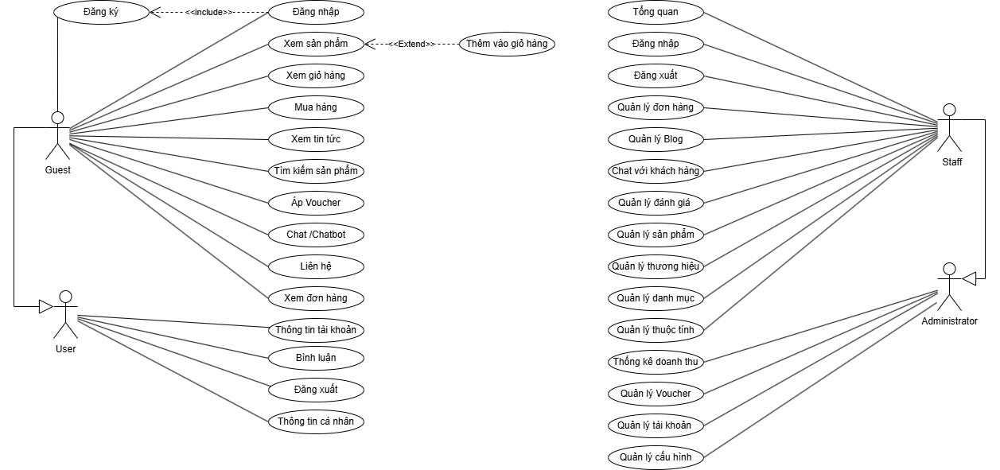 Đăng ký
<<include>>
Đăng nhập
Xem sản phẩm
<<Extend>>
Thêm vào giỏ hàng
Xem giỏ hàng
Mua hàng
Xem tin tức
Tìm kiếm sản phẩm
Áp Voucher
Chat /Chatbot
Liên hệ
Xem đơn hàng
Thông tin tài khoản
Bình luận
Đăng xuất
Thông tin cá nhân
Guest
User
Tổng quan
Đăng nhập
Đăng xuất
Quản lý đơn hàng
Quản lý Blog
Chat với khách hàng
Quản lý đánh giá
Quản lý sản phẩm
Quản lý thương hiệu
Quản lý danh mục
Quản lý thuộc tính
Thống kê doanh thu
Quản lý Voucher
Quản lý tài khoản
Quản lý cấu hình
Staff
Administrator